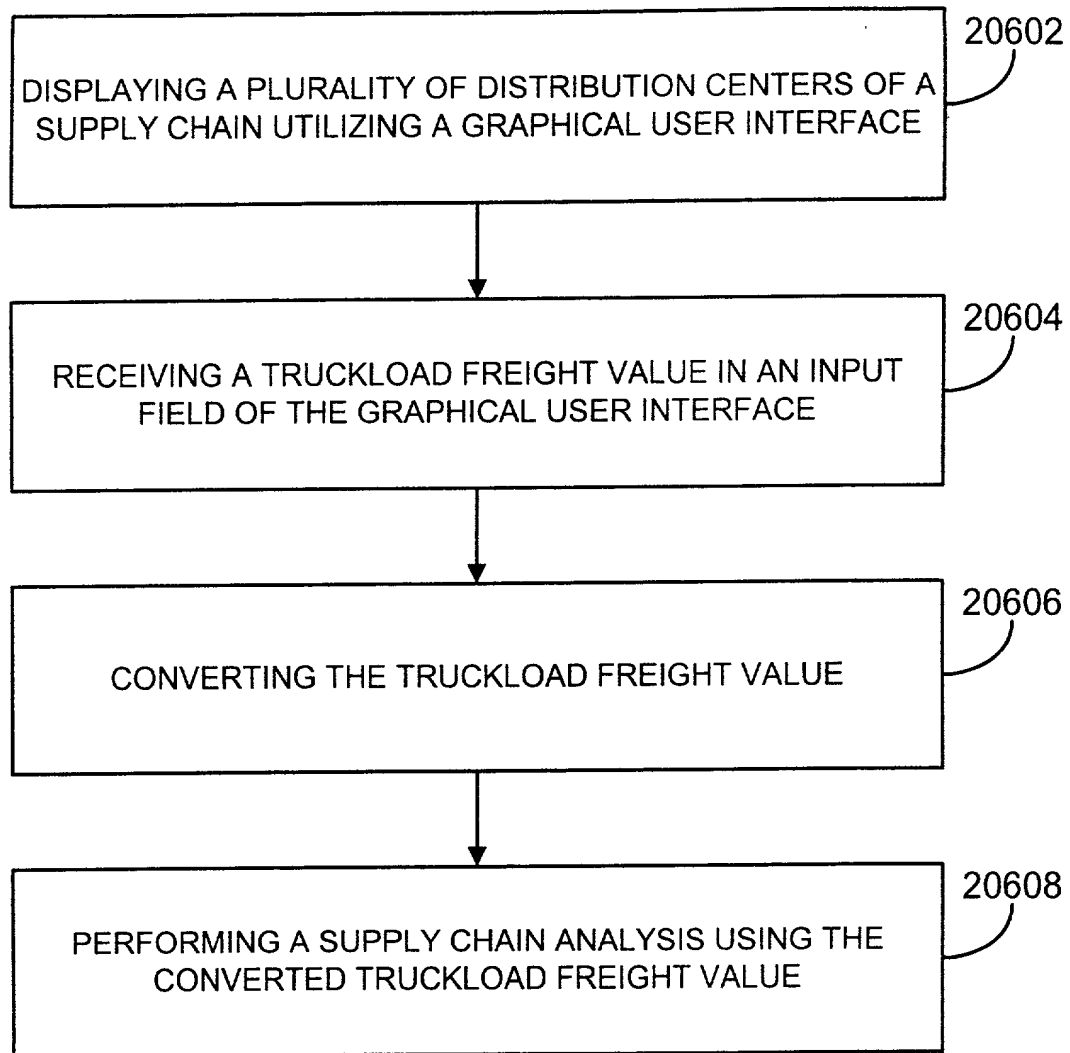 20602
DISPLAYING A PLURALITY OF DISTRIBUTION CENTERS OF A
SUPPLY CHAIN UTILIZING A GRAPHICAL USER INTERFACE
20604
RECEIVING A TRUCKLOAD FREIGHT VALUE IN AN INPUT
FIELD OF THE GRAPHICAL USER INTERFACE
20606
CONVERTING THE TRUCKLOAD FREIGHT VALUE
20608
PERFORMING A SUPPLY CHAIN ANALYSIS USING THE
CONVERTED TRUCKLOAD FREIGHT VALUE